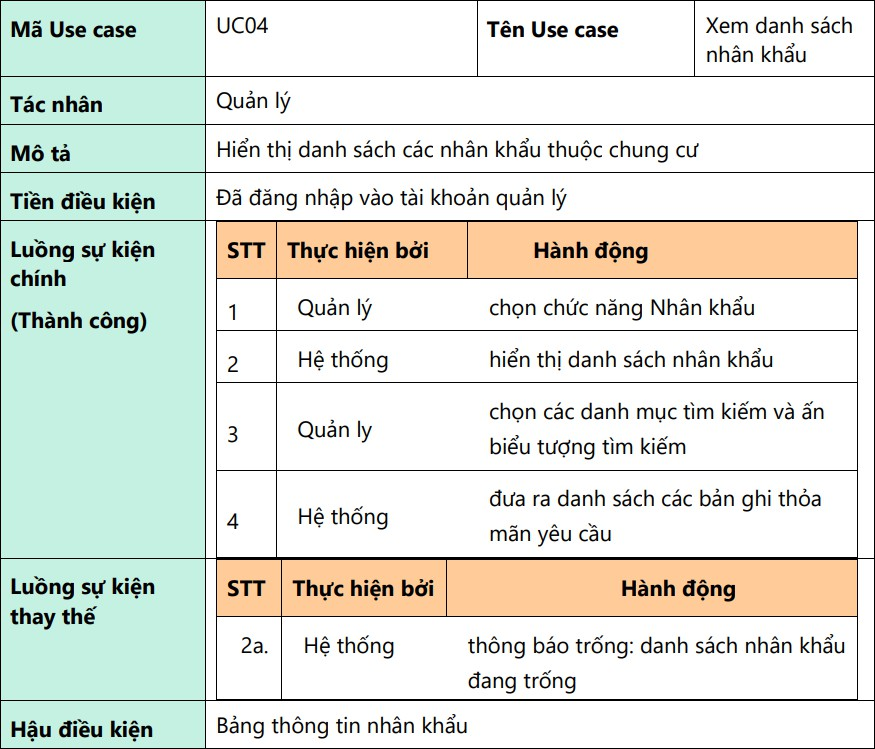 Mã Use case UC04 Tên Use case Xem danh sách
nhân khẩu
Tác nhân Quản lý
Mô tả Hiển thị danh sách các nhân khẩu thuộc chung cư
Tiền điều kiện Đã đăng nhập vào tài khoản quản lý
Luồng sự kiện
chính
(Thành công)
STT Thực hiện bởi Hành động
1 Quản lý chọn chức năng Nhân khẩu
2 Hệ thống hiển thị danh sách nhân khẩu
3 Quản ly chọn các danh mục tìm kiếm và ấn
biểu tượng tìm kiếm
4 Hệ thống đưa ra danh sách các bản ghi thỏa
mãn yêu cầu
Luồng sự kiện
thay thế
STT Thực hiện bởi Hành động
2a. Hệ thống thông báo trống: danh sách nhân khẩu
đang trống
Hậu điều kiện Bảng thông tin nhân khẩu